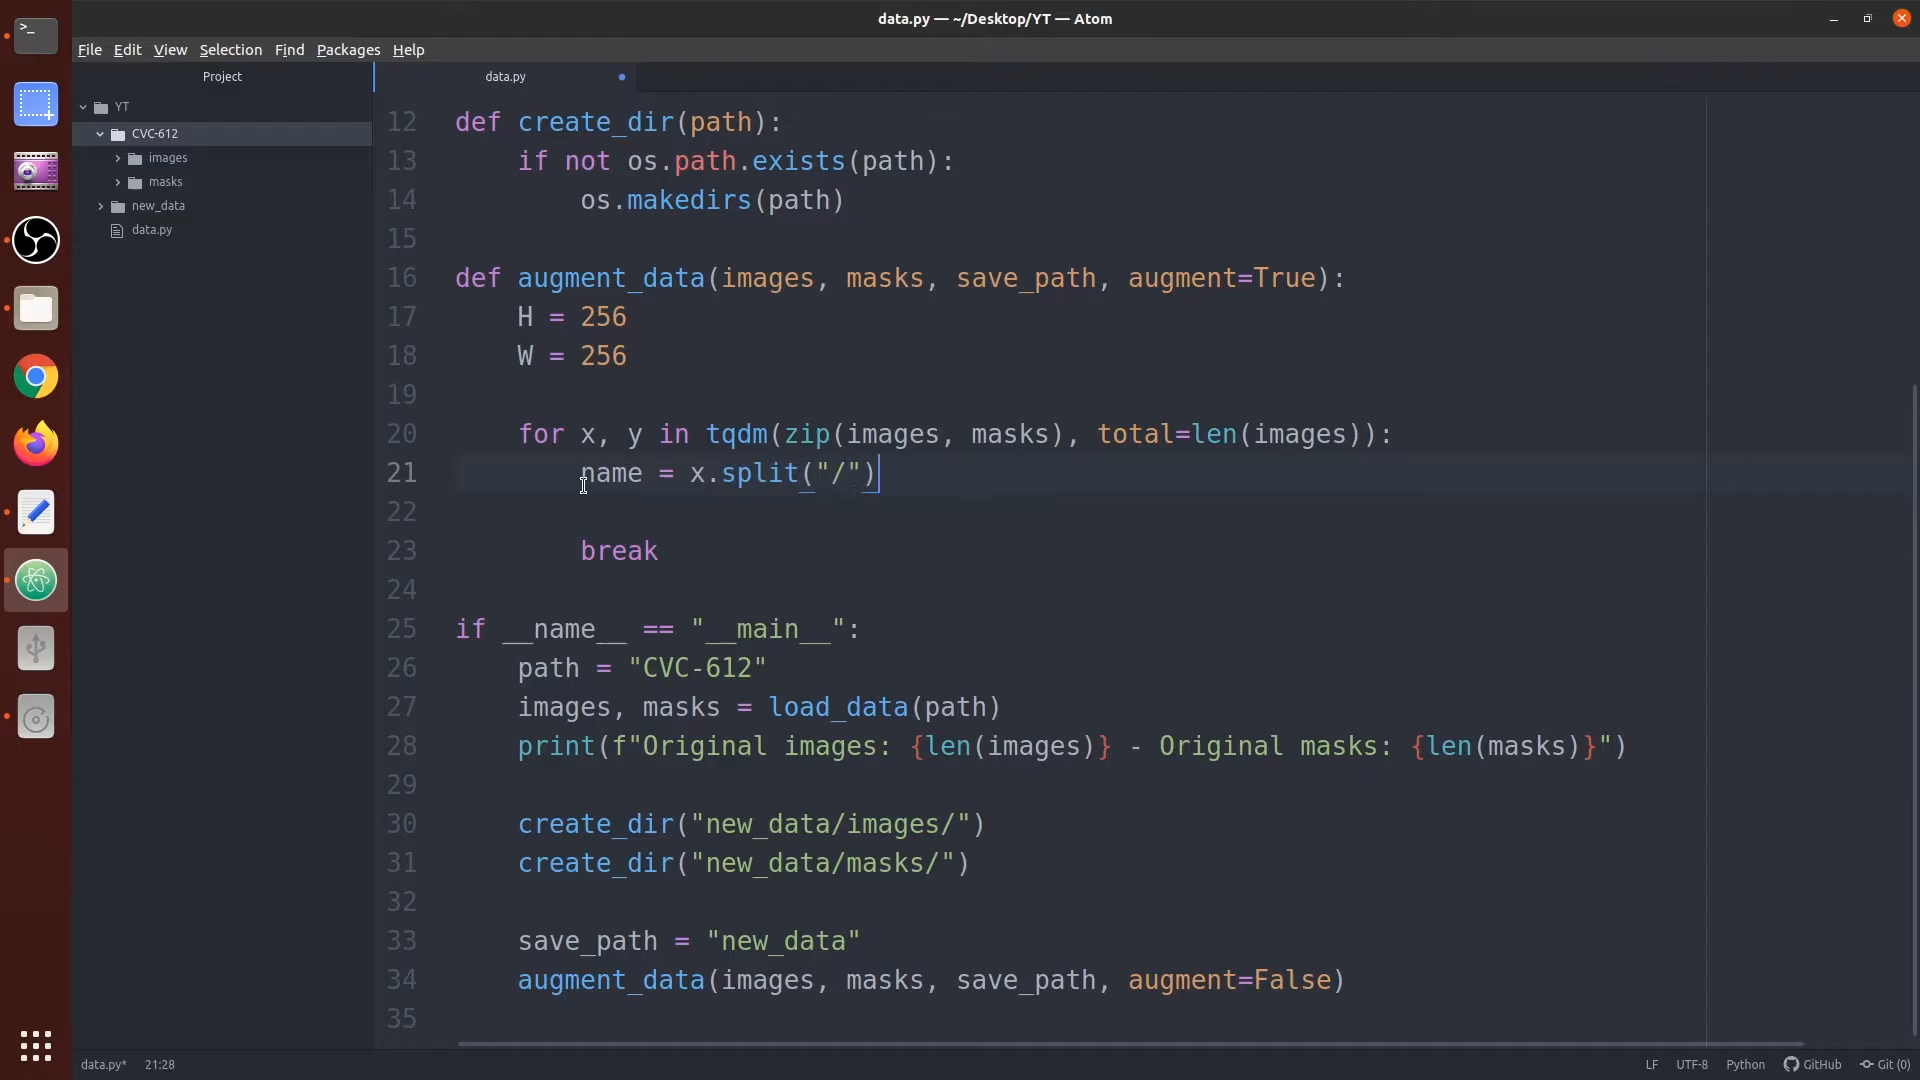 data.py — ~/Desktop/YT — Atom
File Edit View Selection Find Packages Help
Project
data.py
YT
CVC-612
images
masks
new_data
data.py
12 def create_dir(path):
13     if not os.path.exists(path):
14         os.makedirs(path)
15
16 def augment_data(images, masks, save_path, augment=True):
17     H = 256
18     W = 256
19
20     for x, y in tqdm(zip(images, masks), total=len(images)):
21         name = x.split("/")
22
23         break
24
25 if __name__ == "__main__":
26     path = "CVC-612"
27     images, masks = load_data(path)
28     print(f"Original images: {len(images)} - Original masks: {len(masks)}")
29
30     create_dir("new_data/images/")
31     create_dir("new_data/masks/")
32
33     save_path = "new_data"
34     augment_data(images, masks, save_path, augment=False)
35
data.py* 21:28 LF UTF-8 Python GitHub Git (0)